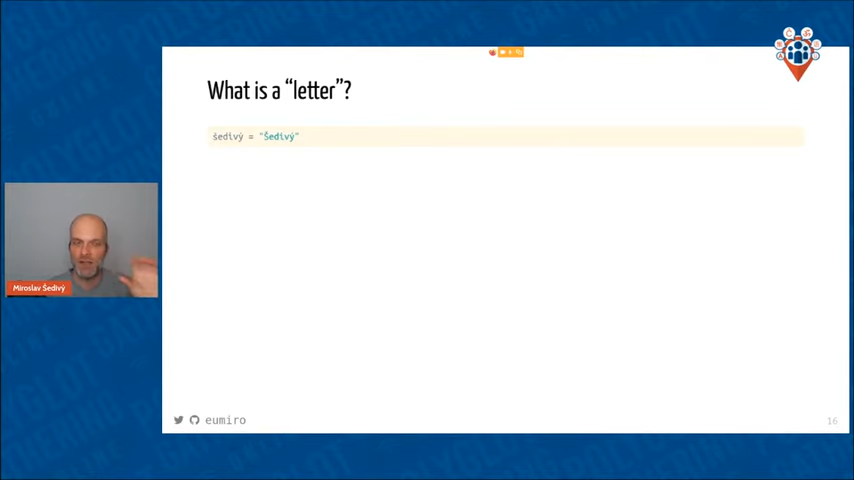 What is a “letter”?
šedivý = "Šedivý"
Miroslav Šedivý
eumiro
16